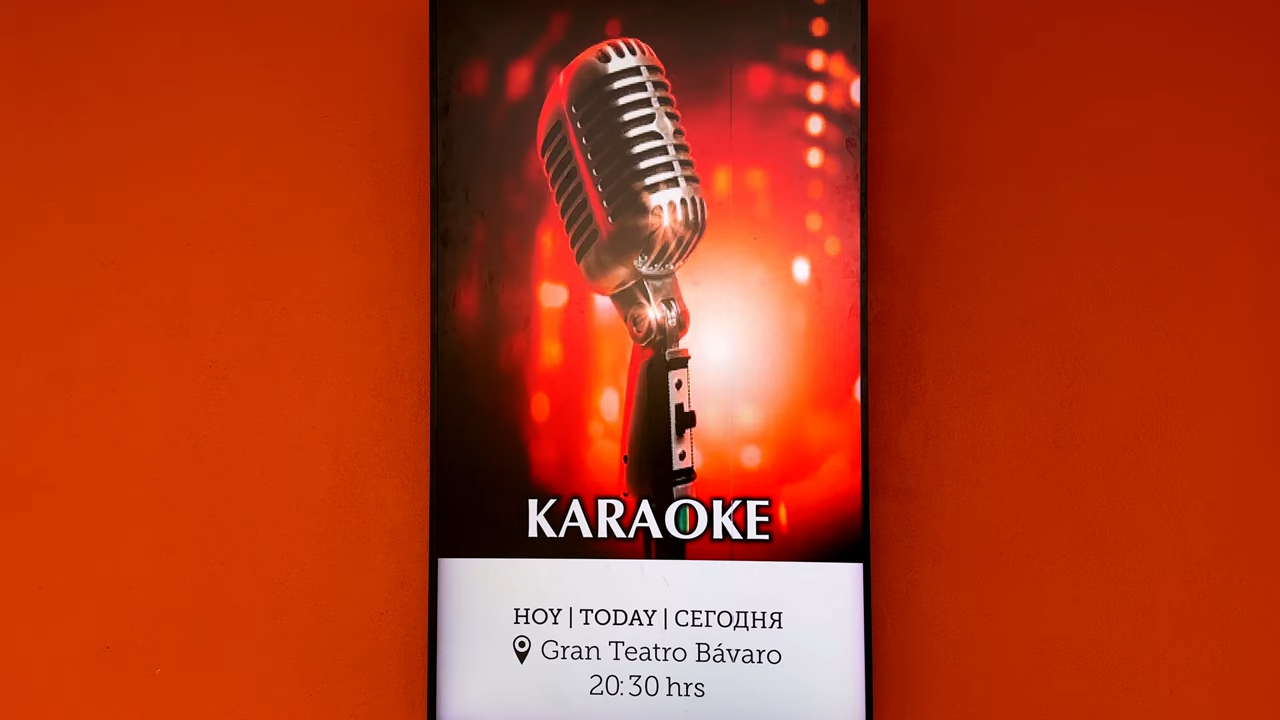 KARAOKE
HOY | TODAY | СЕГОДНЯ
Gran Teatro Bávaro
20:30 hrs